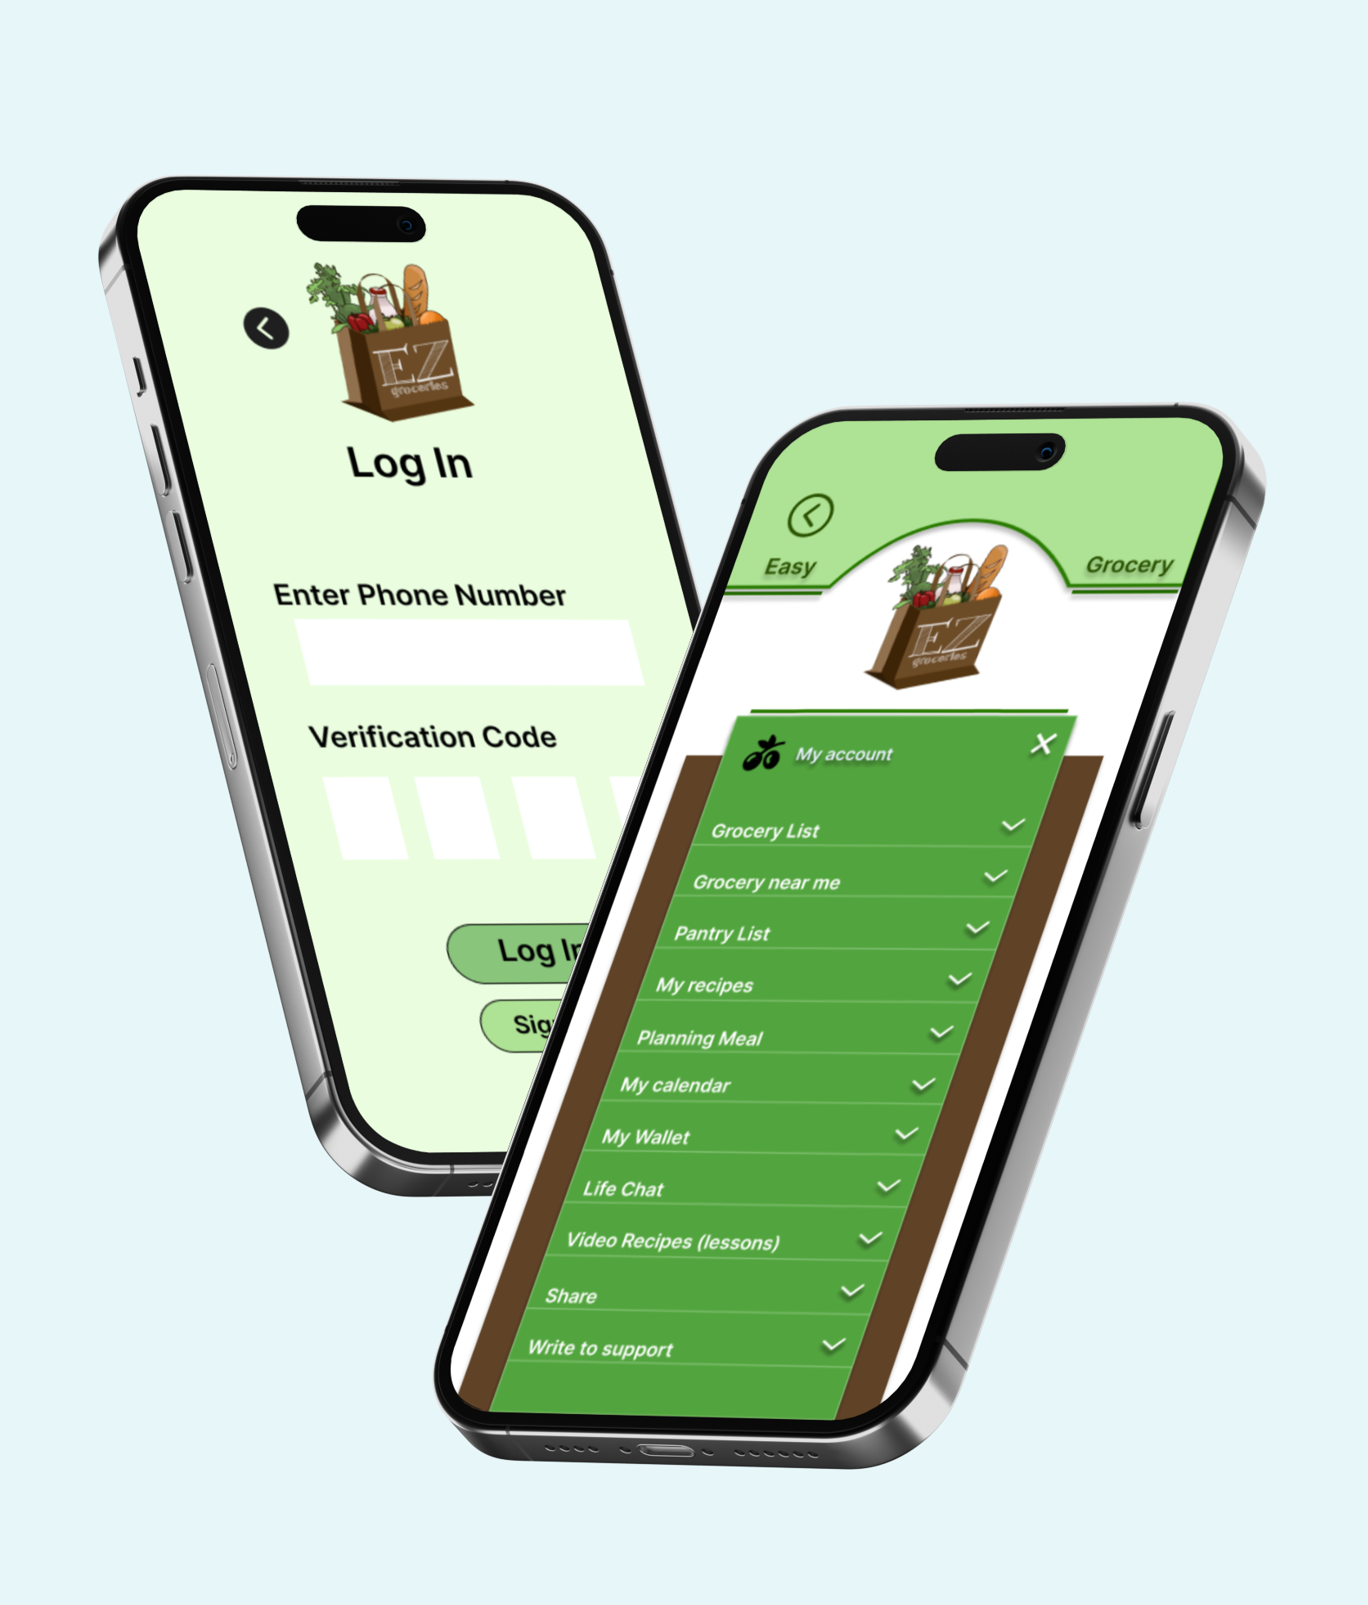 EZ
groceries
Log In
Enter Phone Number
Verification Code
Log In
Easy
Grocery
EZ
groceries
My account
Grocery List
Grocery near me
Pantry List
My recipes
Planning Meal
My calendar
My Wallet
Life Chat
Video Recipes (lessons)
Share
Write to support